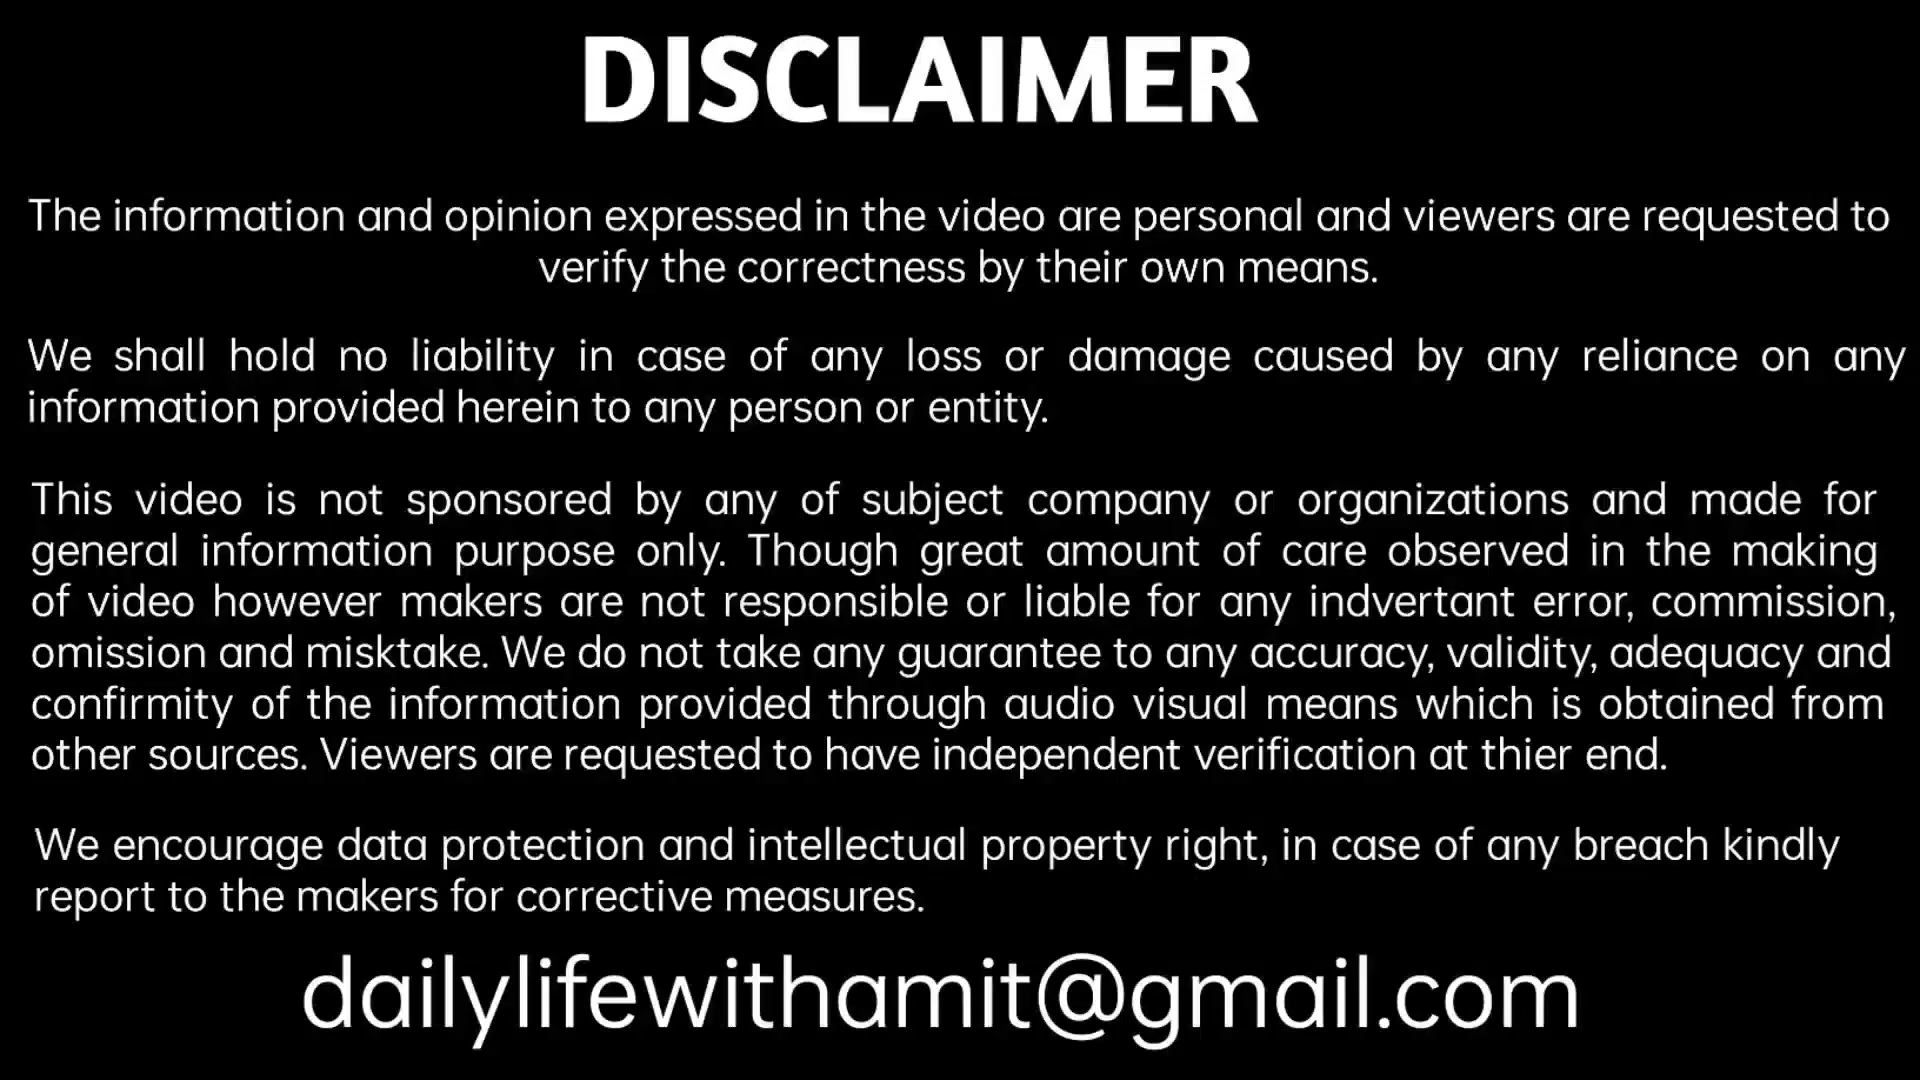 DISCLAIMER
The information and opinion expressed in the video are personal and viewers are requested to
verify the correctness by their own means.
We shall hold no liability in case of any loss or damage caused by any reliance on any
information provided herein to any person or entity.
This video is not sponsored by any of subject company or organizations and made for
general information purpose only. Though great amount of care observed in the making
of video however makers are not responsible or liable for any indvertant error, commission,
omission and misktake. We do not take any guarantee to any accuracy, validity, adequacy and
confirmity of the information provided through audio visual means which is obtained from
other sources. Viewers are requested to have independent verification at thier end.
We encourage data protection and intellectual property right, in case of any breach kindly
report to the makers for corrective measures.
dailylifewithamit@gmail.com